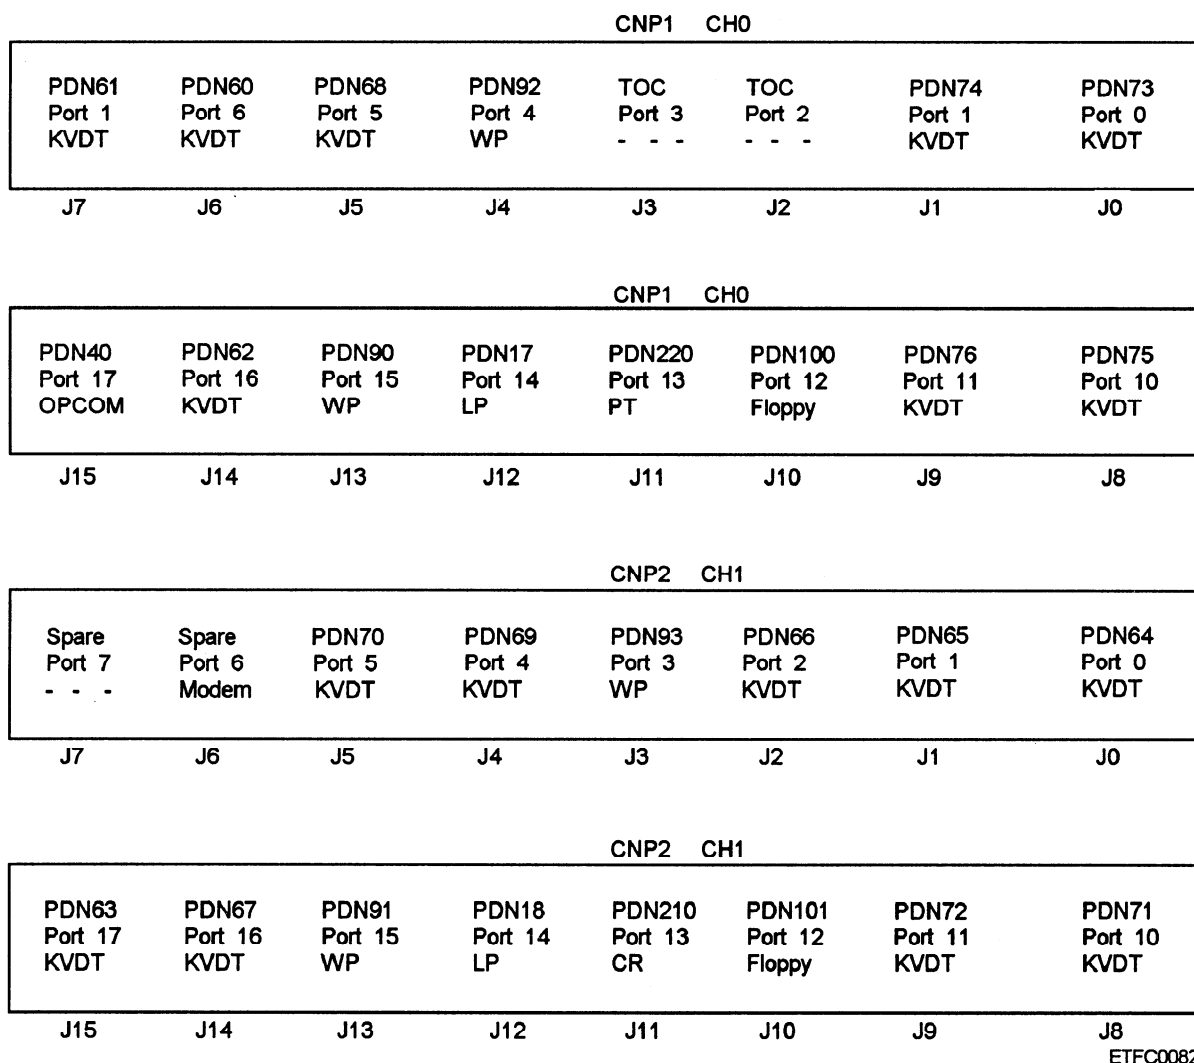 CNP1 CH0
PDN61 PDN60 PDN68 PDN92 TOC TOC PDN74 PDN73
Port 1 Port 6 Port 5 Port 4 Port 3 Port 2 Port 1 Port 0
KVDT KVDT KVDT WP - - - - - - KVDT KVDT
J7 J6 J5 J4 J3 J2 J1 J0
CNP1 CH0
PDN40 PDN62 PDN90 PDN17 PDN220 PDN100 PDN76 PDN75
Port 17 Port 16 Port 15 Port 14 Port 13 Port 12 Port 11 Port 10
OPCOM KVDT WP LP PT Floppy KVDT KVDT
J15 J14 J13 J12 J11 J10 J9 J8
CNP2 CH1
Spare Spare PDN70 PDN69 PDN93 PDN66 PDN65 PDN64
Port 7 Port 6 Port 5 Port 4 Port 3 Port 2 Port 1 Port 0
- - - Modem KVDT KVDT WP KVDT KVDT KVDT
J7 J6 J5 J4 J3 J2 J1 J0
CNP2 CH1
PDN63 PDN67 PDN91 PDN18 PDN210 PDN101 PDN72 PDN71
Port 17 Port 16 Port 15 Port 14 Port 13 Port 12 Port 11 Port 10
KVDT KVDT WP LP CR Floppy KVDT KVDT
J15 J14 J13 J12 J11 J10 J9 J8
ETFC0082